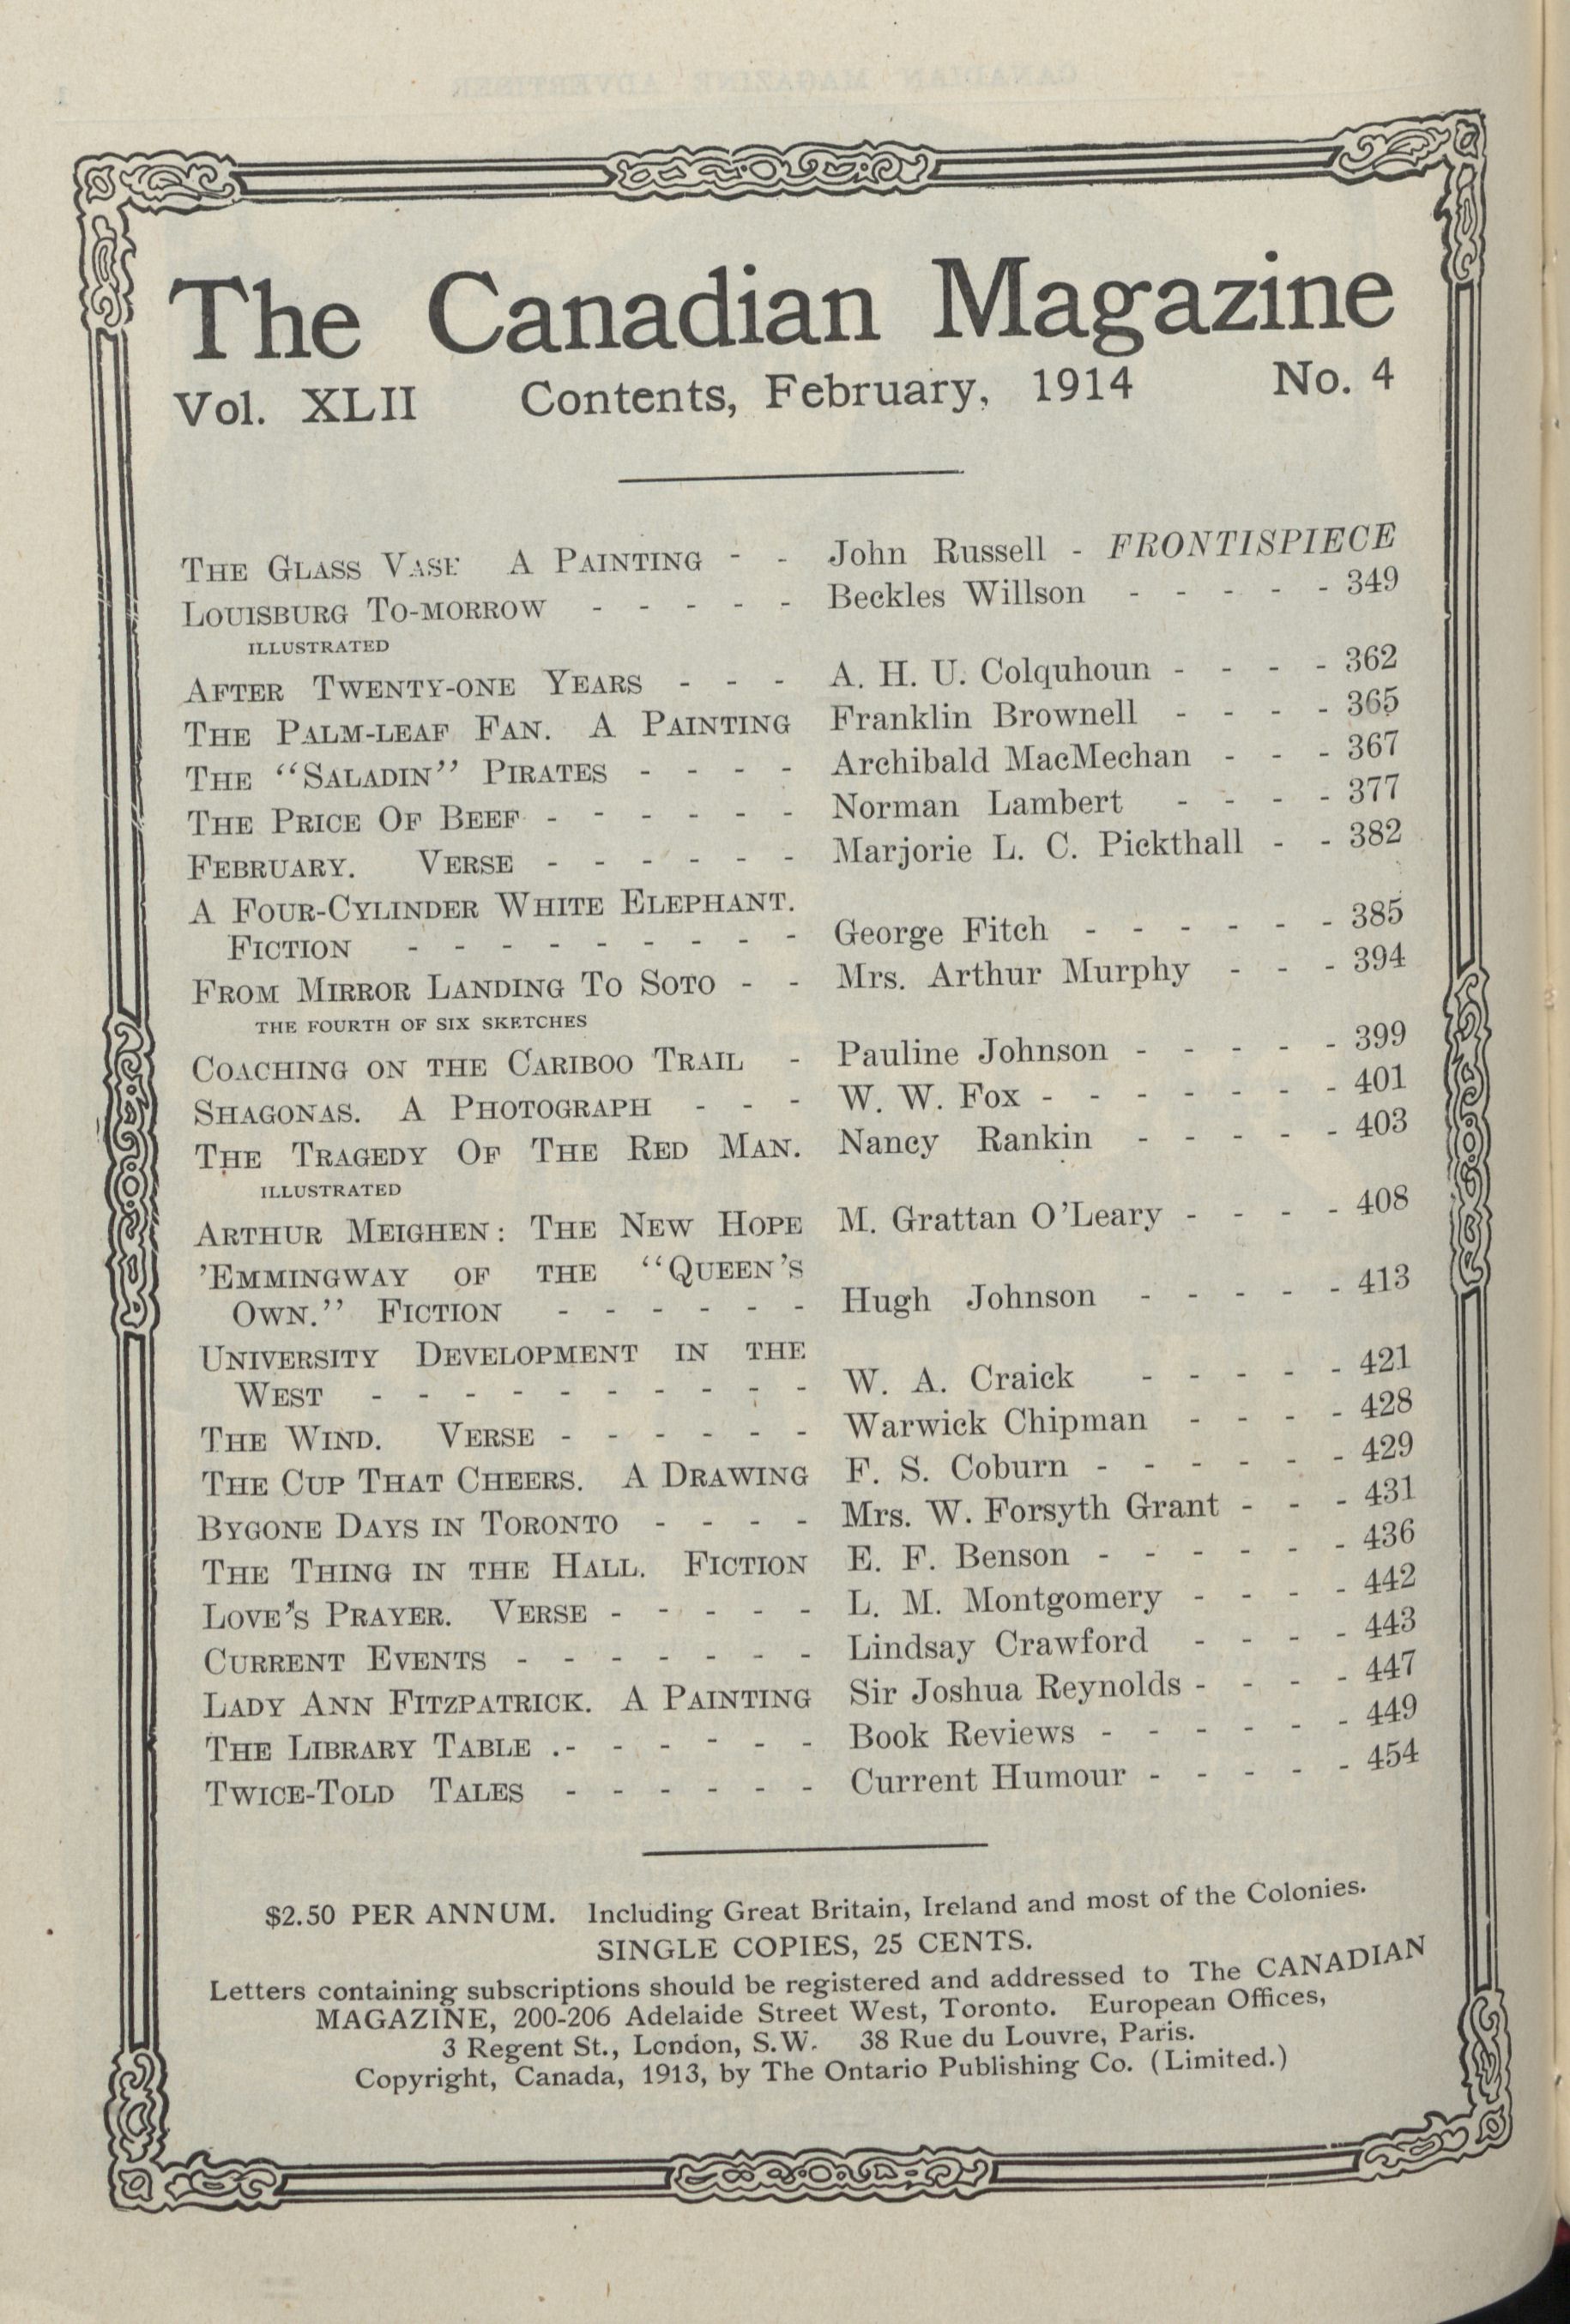 The Canadian Magazine
Vol. XLII Contents, February, 1914 No. 4
THE GLASS VASE A PAINTING - - John Russell - FRONTISPIECE
LOUISBURG TO-MORROW - - - - - Beckles Willson - - - - - 349
ILLUSTRATED
AFTER TWENTY-ONE YEARS - - - A. H. U. Colquhoun - - - - 362
THE PALM-LEAF FAN. A PAINTING Franklin Brownell - - - - 365
THE "SALADIN" PIRATES - - - - Archibald MacMechan - - - 367
THE PRICE OF BEEF - - - - - - Norman Lambert - - - - 377
FEBRUARY. VERSE - - - - - - Marjorie L. C. Pickthall - - 382
A FOUR-CYLINDER WHITE ELEPHANT.
FICTION - - - - - - - - - George Fitch - - - - - - 385
FROM MIRROR LANDING TO SOTO - - Mrs. Arthur Murphy - - - 394
THE FOURTH OF SIX SKETCHES
COACHING ON THE CARIBOO TRAIL - Pauline Johnson - - - - - 399
SHAGONAS. A PHOTOGRAPH - - - W. W. Fox - - - - - - - 401
THE TRAGEDY OF THE RED MAN. Nancy Rankin - - - - - 403
ILLUSTRATED
ARTHUR MEIGHEN: THE NEW HOPE M. Grattan O'Leary - - - - 408
'EMMINGWAY OF THE "QUEEN'S
OWN." FICTION - - - - - - Hugh Johnson - - - - - 413
UNIVERSITY DEVELOPMENT IN THE
WEST - - - - - - - - - - W. A. Craick - - - - - 421
THE WIND. VERSE - - - - - - Warwick Chipman - - - - 428
THE CUP THAT CHEERS. A DRAWING F. S. Coburn - - - - - - 429
BYGONE DAYS IN TORONTO - - - - Mrs. W. Forsyth Grant - - - 431
THE THING IN THE HALL. FICTION E. F. Benson - - - - - - 436
LOVE'S PRAYER. VERSE - - - - - L. M. Montgomery - - - - 442
CURRENT EVENTS - - - - - - - Lindsay Crawford - - - - 443
LADY ANN FITZPATRICK. A PAINTING Sir Joshua Reynolds - - - - 447
THE LIBRARY TABLE . - - - - - - Book Reviews - - - - - - 449
TWICE-TOLD TALES - - - - - - Current Humour - - - - - 454
$2.50 PER ANNUM. Including Great Britain, Ireland and most of the Colonies.
SINGLE COPIES, 25 CENTS.
Letters containing subscriptions should be registered and addressed to The CANADIAN
MAGAZINE, 200-206 Adelaide Street West, Toronto. European Offices,
3 Regent St., London, S.W. 38 Rue du Louvre, Paris.
Copyright, Canada, 1913, by The Ontario Publishing Co. (Limited.)